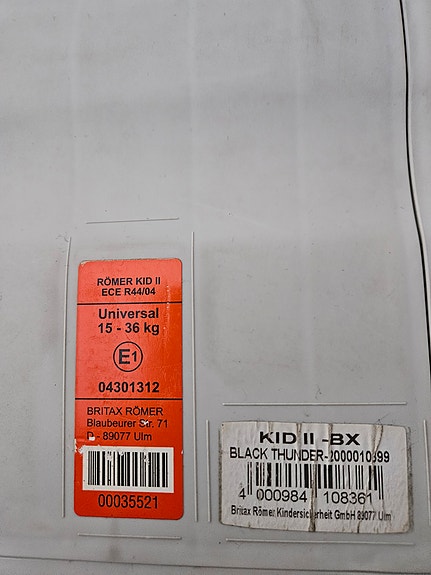 RÖMER KID II
ECE R44/04
Universal
15 - 36 kg
E1
04301312
BRITAX RÖMER
Blaubeurer Str. 71
D - 89077 Ulm
00035521
KID II -BX
BLACK THUNDER-2000010899
4 000984 108361
Britax Römer Kindersicherheit GmbH 89077 Ulm